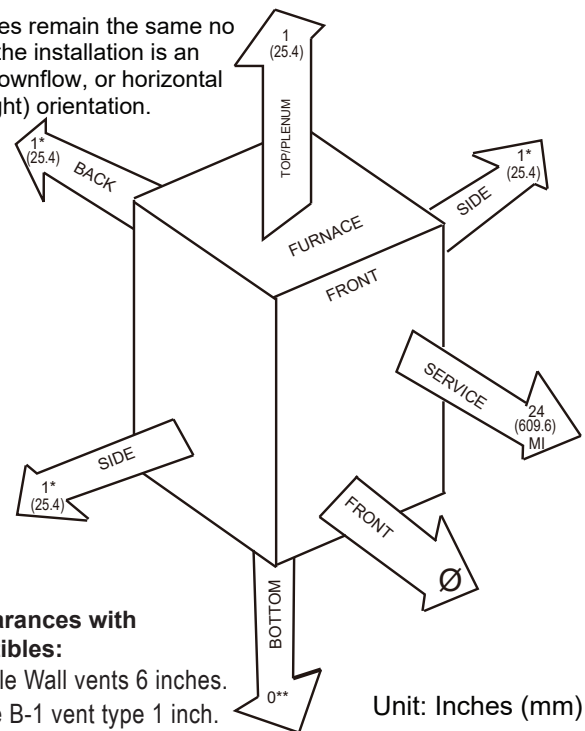 es remain the same no
the installation is an
ownflow, or horizontal
ght) orientation.
1
(25.4)
TOP/PLENUM
1*
(25.4)
BACK
1*
(25.4)
SIDE
FURNACE
FRONT
SERVICE
24
(609.6)
MI
SIDE
1*
(25.4)
FRONT
Ø
BOTTOM
0**
arances with
tibles:
le Wall vents 6 inches.
e B-1 vent type 1 inch.
Unit: Inches (mm)